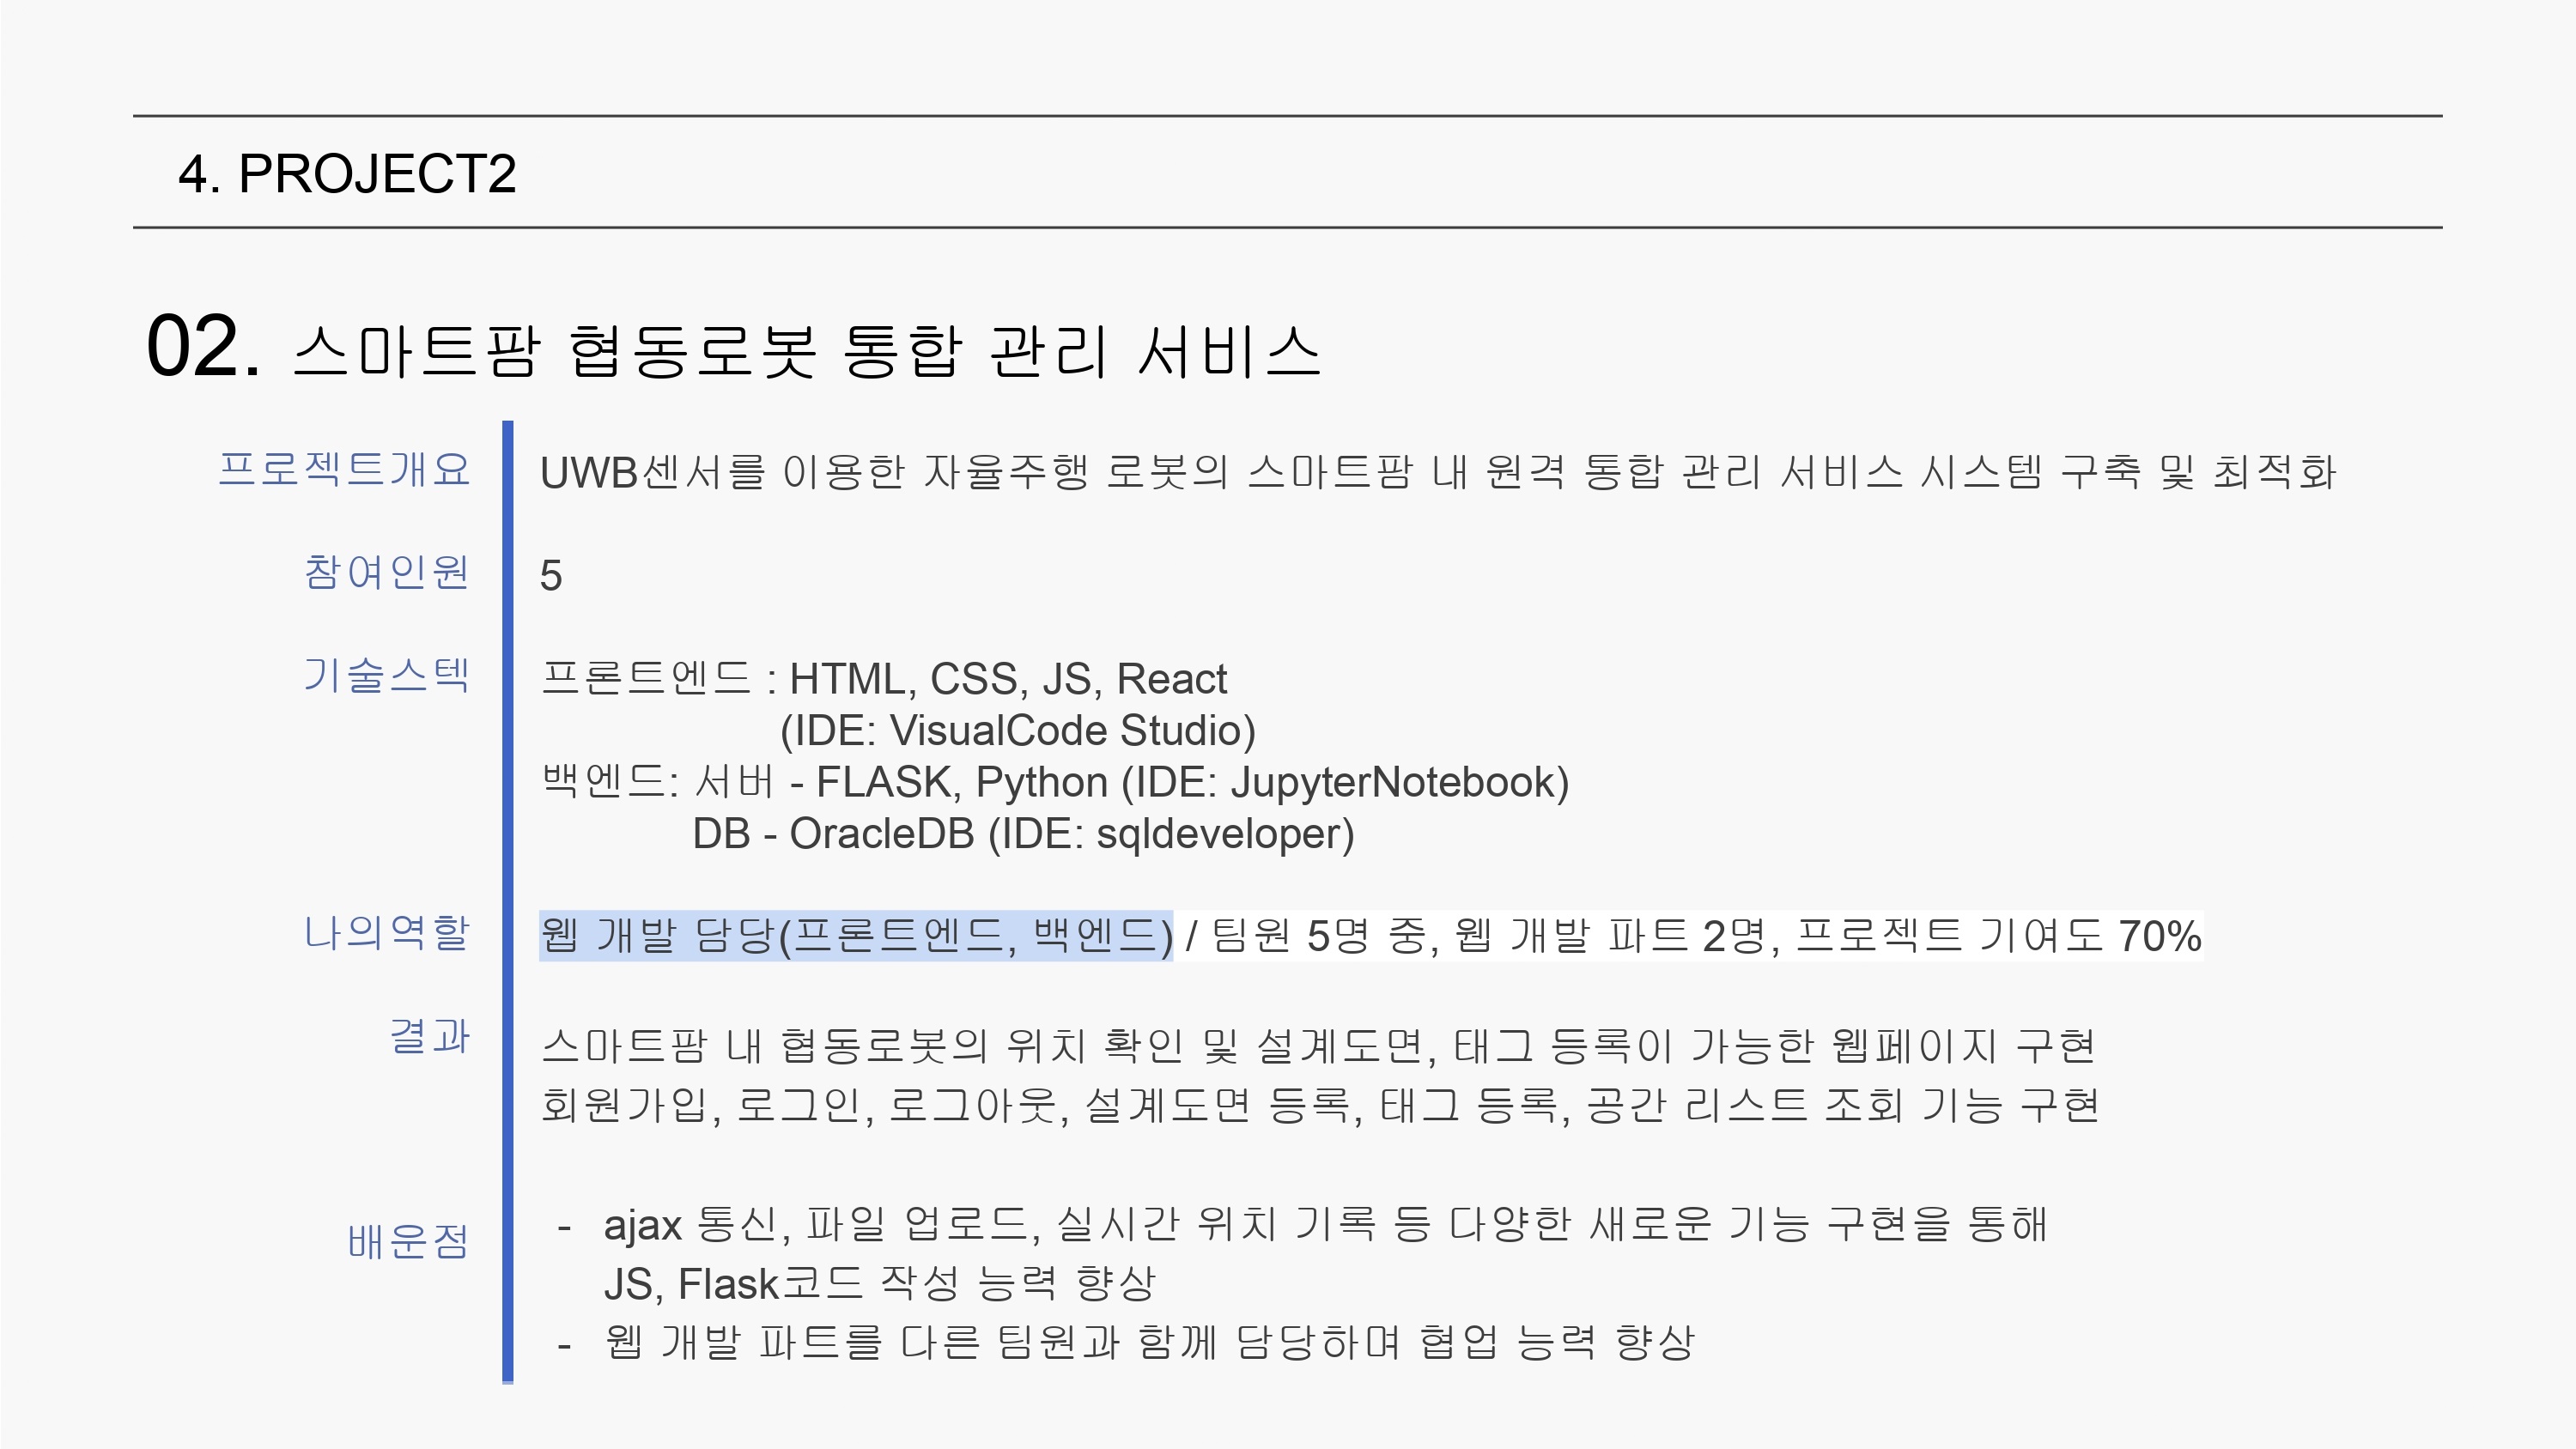 4. PROJECT2
02. 스마트팜 협동로봇 통합 관리 서비스
프로젝트개요
UWB센서를 이용한 자율주행 로봇의 스마트팜 내 원격 통합 관리 서비스 시스템 구축 및 최적화
참여인원
5
기술스텍
프론트엔드 : HTML, CSS, JS, React
(IDE: VisualCode Studio)
백엔드: 서버 - FLASK, Python (IDE: JupyterNotebook)
DB - OracleDB (IDE: sqldeveloper)
나의역할
웹 개발 담당(프론트엔드, 백엔드) / 팀원 5명 중, 웹 개발 파트 2명, 프로젝트 기여도 70%
결과
스마트팜 내 협동로봇의 위치 확인 및 설계도면, 태그 등록이 가능한 웹페이지 구현
회원가입, 로그인, 로그아웃, 설계도면 등록, 태그 등록, 공간 리스트 조회 기능 구현
배운점
- ajax 통신, 파일 업로드, 실시간 위치 기록 등 다양한 새로운 기능 구현을 통해
JS, Flask코드 작성 능력 향상
- 웹 개발 파트를 다른 팀원과 함께 담당하며 협업 능력 향상